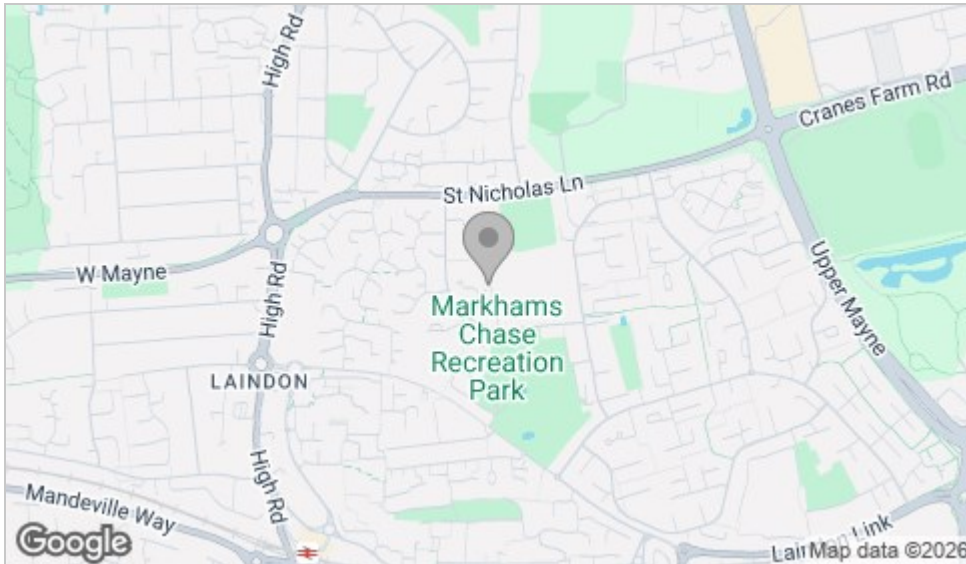 High Rd
Cranes Farm Rd
St Nicholas Ln
W Mayne
High Rd
Upper Mayne
Markhams
Chase
Recreation
Park
LAINDON
High Rd
Mandeville Way
Google
Laindon Link
Map data ©2026